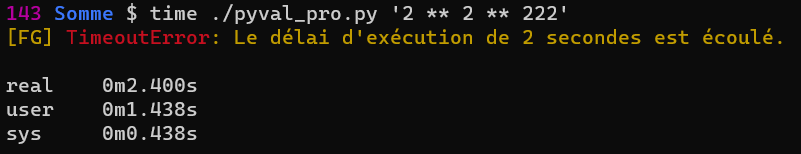 143 Somme $ time ./pyval_pro.py '2 ** 2 ** 222'
[FG] TimeoutError: Le délai d'exécution de 2 secondes est écoulé.
real 0m2.400s
user 0m1.438s
sys 0m0.438s